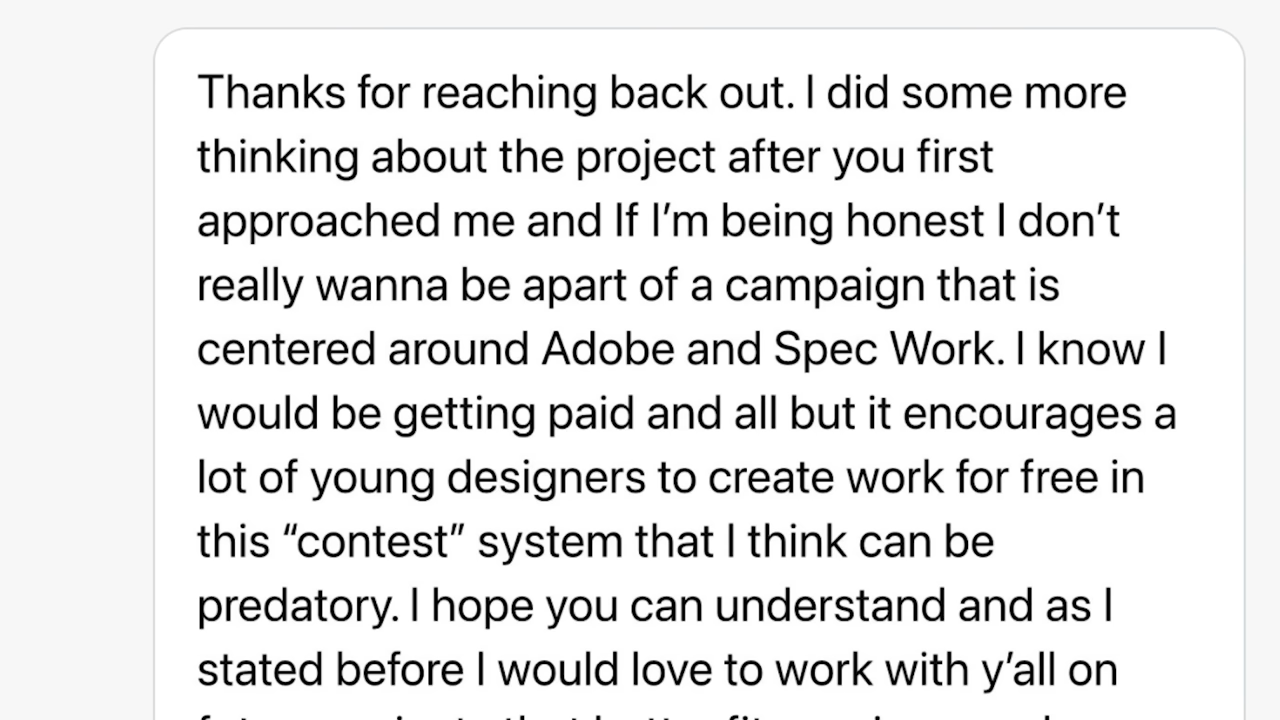 Thanks for reaching back out. I did some more
thinking about the project after you first
approached me and If I’m being honest I don’t
really wanna be apart of a campaign that is
centered around Adobe and Spec Work. I know I
would be getting paid and all but it encourages a
lot of young designers to create work for free in
this “contest” system that I think can be
predatory. I hope you can understand and as I
stated before I would love to work with y’all on